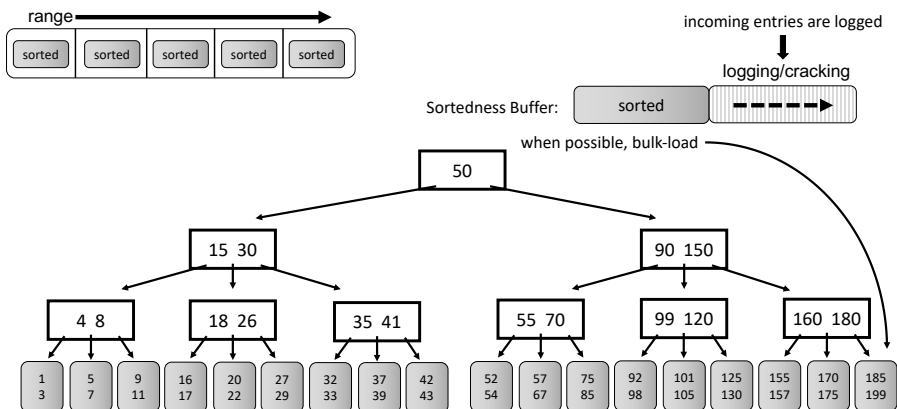 range
sorted sorted sorted sorted sorted
incoming entries are logged
logging/cracking
Sortedness Buffer: sorted
when possible, bulk-load
50
15 30 90 150
4 8 18 26 35 41 55 70 99 120 160 180
1 5 9 16 20 27 32 37 42 52 57 75 92 101 125 155 170 185
3 7 11 17 22 29 33 39 43 54 67 85 98 105 130 157 175 199